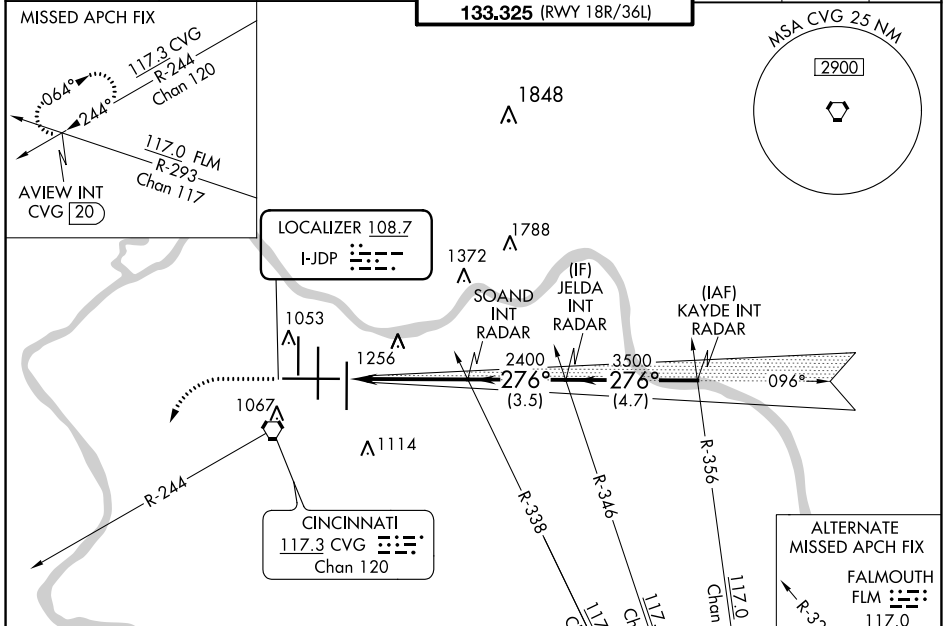 133.325 (RWY 18R/36L)
MISSED APCH FIX
117.3 CVG
R-244
Chan 120
064°
244°
117.0 FLM
R-293
Chan 117
AVIEW INT
CVG 20
MSA CVG 25 NM
2900
1848
LOCALIZER 108.7
I-JDP
1788
1372
SOAND
INT
RADAR
(IF)
JELDA
INT
RADAR
(IAF)
KAYDE INT
RADAR
1053
1256
2400
276°
(3.5)
3500
276°
(4.7)
096°
1067
1114
R-244
R-338
R-346
R-356
CINCINNATI
117.3 CVG
Chan 120
117.0
Chan
ALTERNATE
MISSED APCH FIX
FALMOUTH
FLM
117.0